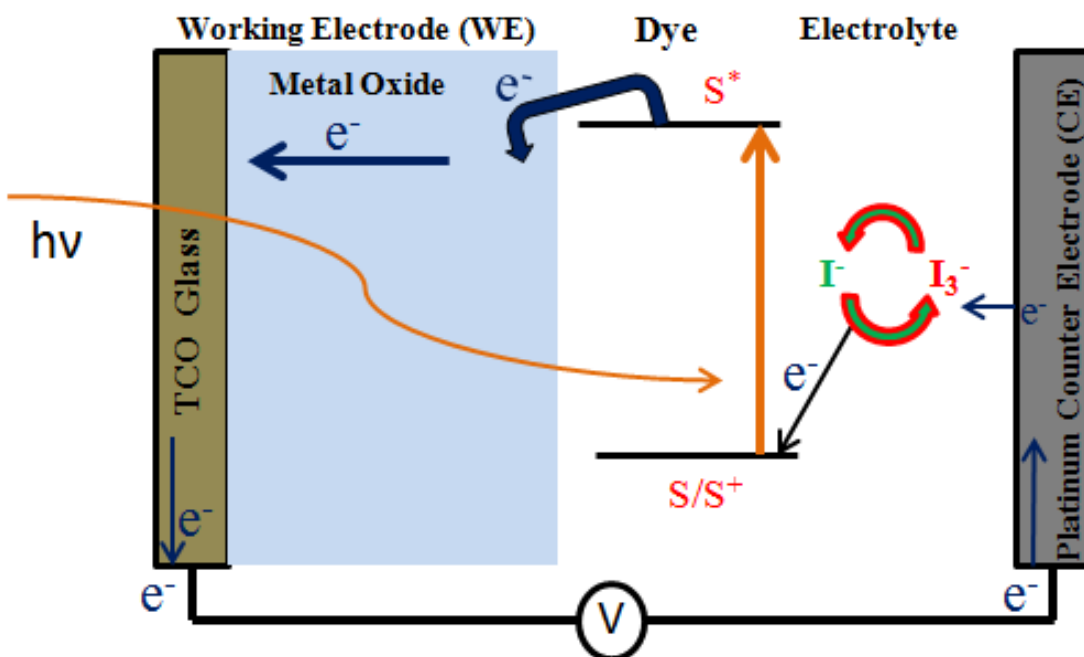 Working Electrode (WE)
Dye
Electrolyte
Metal Oxide
e⁻
S*
e⁻
hν
TCO Glass
I⁻
I₃⁻
e⁻
e⁻
Platinum Counter Electrode (CE)
S/S⁺
e⁻
e⁻
V
e⁻